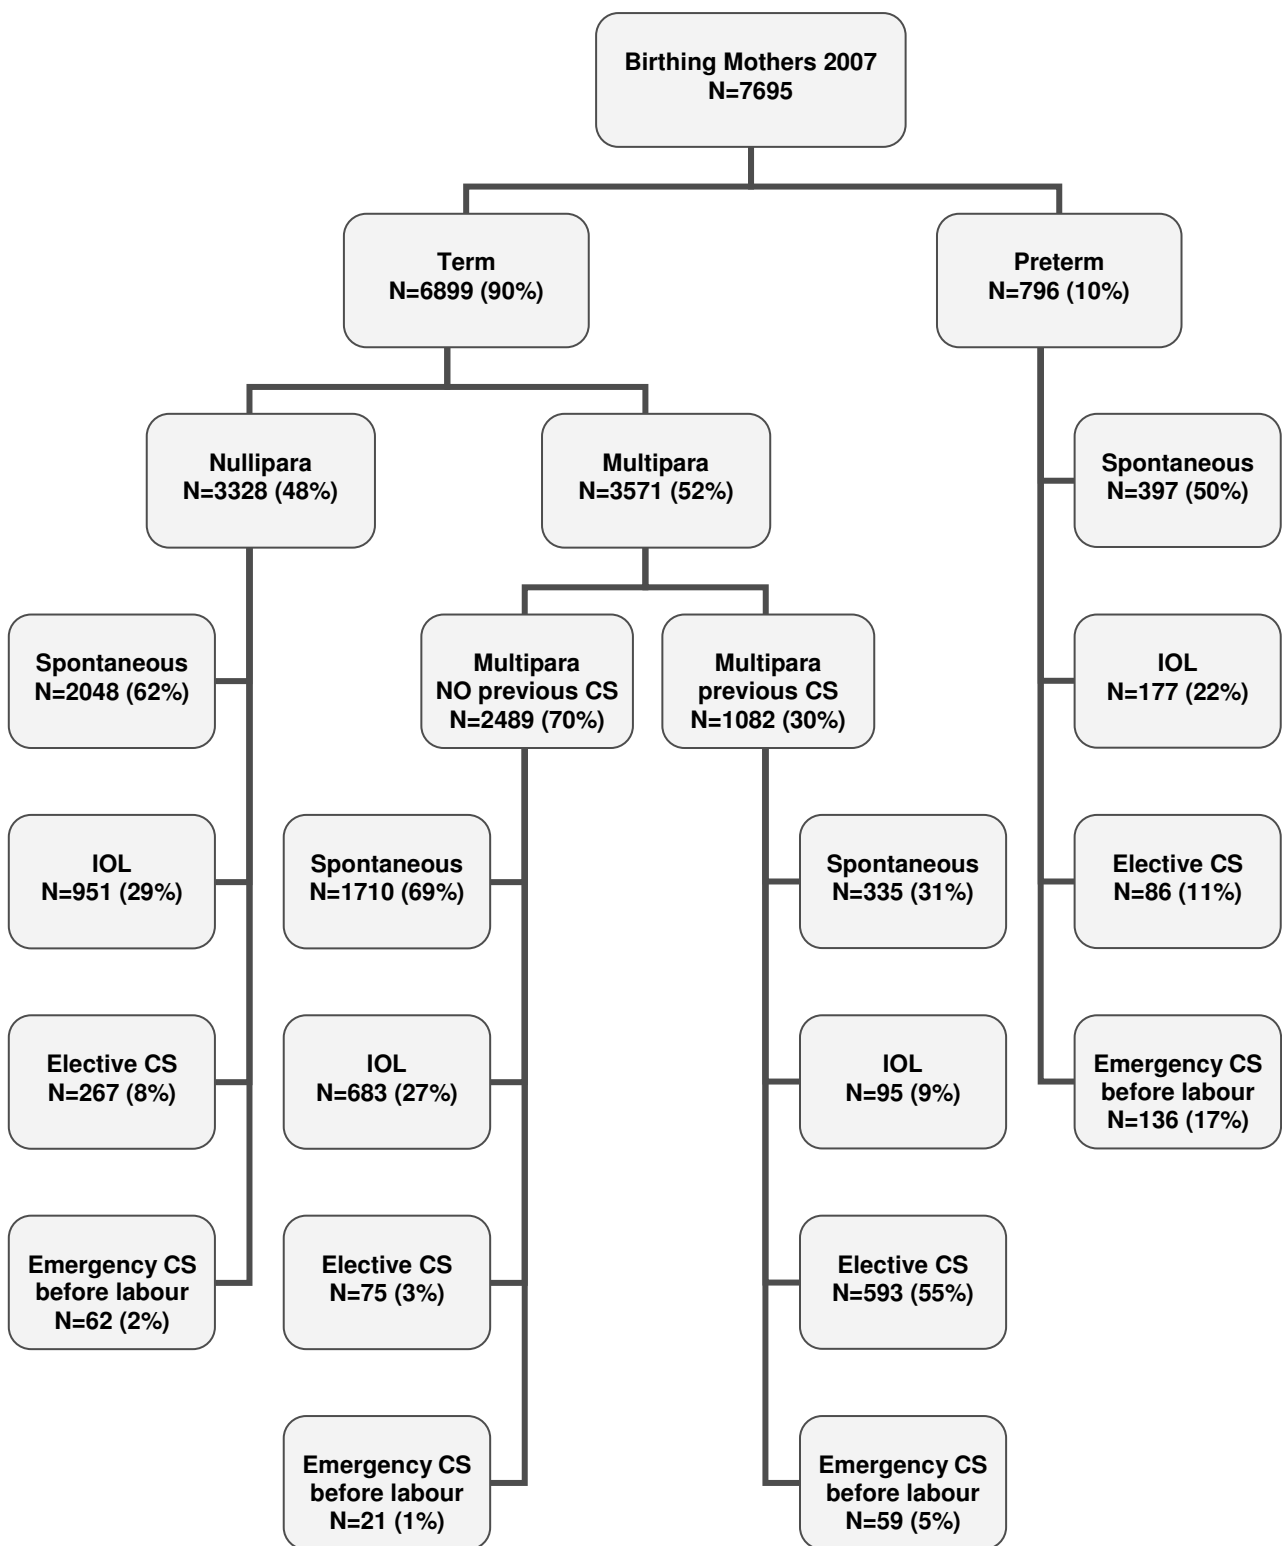 Birthing Mothers 2007
N=7695
Term
N=6899 (90%)
Preterm
N=796 (10%)
Nullipara
N=3328 (48%)
Multipara
N=3571 (52%)
Spontaneous
N=397 (50%)
Spontaneous
N=2048 (62%)
Multipara
NO previous CS
N=2489 (70%)
Multipara
previous CS
N=1082 (30%)
IOL
N=177 (22%)
IOL
N=951 (29%)
Spontaneous
N=1710 (69%)
Spontaneous
N=335 (31%)
Elective CS
N=86 (11%)
Elective CS
N=267 (8%)
IOL
N=683 (27%)
IOL
N=95 (9%)
Emergency CS
before labour
N=136 (17%)
Emergency CS
before labour
N=62 (2%)
Elective CS
N=75 (3%)
Elective CS
N=593 (55%)
Emergency CS
before labour
N=21 (1%)
Emergency CS
before labour
N=59 (5%)